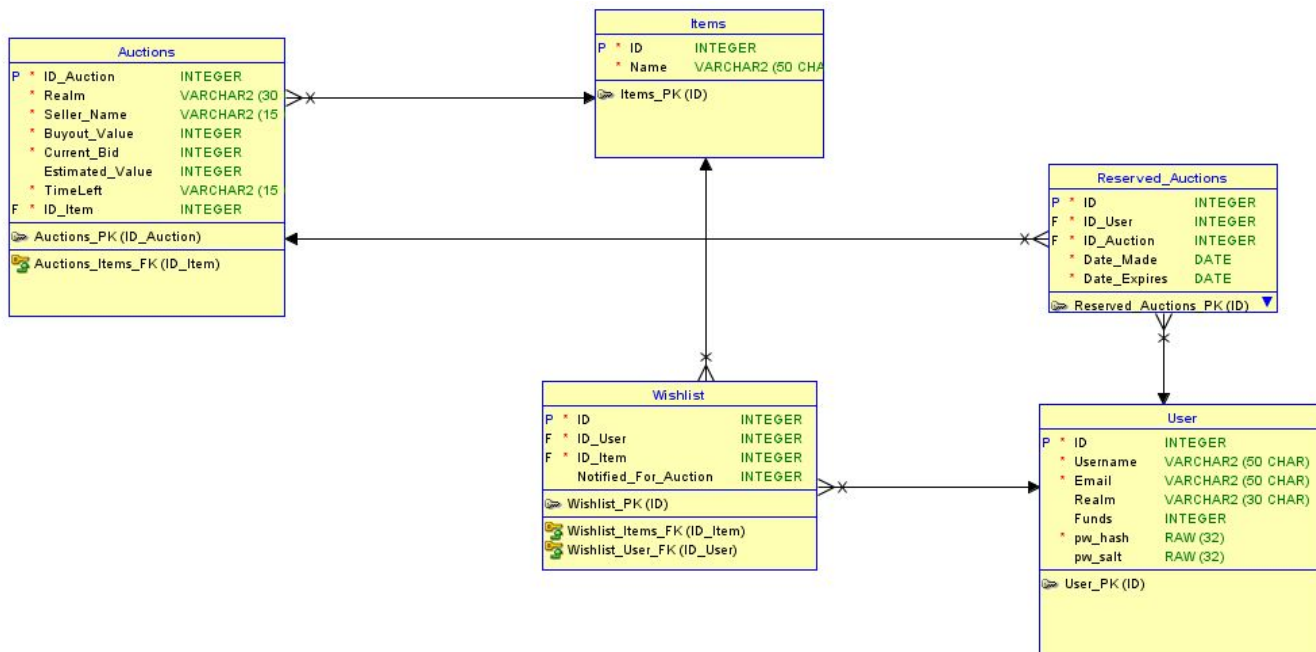 Auctions
P * ID_Auction INTEGER
* Realm VARCHAR2 (30
* Seller_Name VARCHAR2 (15
* Buyout_Value INTEGER
* Current_Bid INTEGER
Estimated_Value INTEGER
* TimeLeft VARCHAR2 (15
F * ID_Item INTEGER
Auctions_PK (ID_Auction)
Auctions_Items_FK (ID_Item)
Items
P * ID INTEGER
* Name VARCHAR2 (50 CHA
Items_PK (ID)
Reserved_Auctions
P * ID INTEGER
F * ID_User INTEGER
F * ID_Auction INTEGER
* Date_Made DATE
* Date_Expires DATE
Reserved_Auctions_PK (ID)
Wishlist
P * ID INTEGER
F * ID_User INTEGER
F * ID_Item INTEGER
Notified_For_Auction INTEGER
Wishlist_PK (ID)
Wishlist_Items_FK (ID_Item)
Wishlist_User_FK (ID_User)
User
P * ID INTEGER
* Username VARCHAR2 (50 CHAR)
* Email VARCHAR2 (50 CHAR)
Realm VARCHAR2 (30 CHAR)
Funds INTEGER
* pw_hash RAW (32)
pw_salt RAW (32)
User_PK (ID)